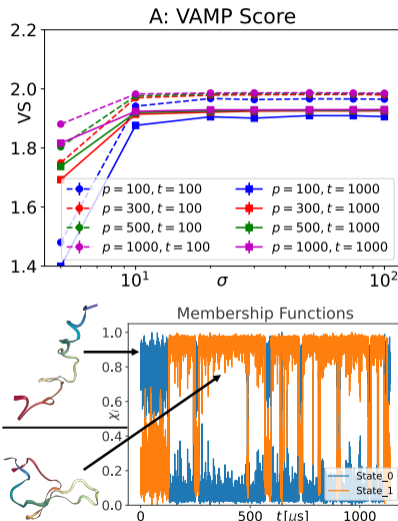 A: VAMP Score
VS
2.2
2.0
1.8
1.6
1.4
p = 100, t = 100
p = 300, t = 100
p = 500, t = 100
p = 1000, t = 100
p = 100, t = 1000
p = 300, t = 1000
p = 500, t = 1000
p = 1000, t = 1000
10¹
σ
10²
Membership Functions
χᵢ
1.0
0.8
0.6
0.4
0.2
0.0
State_0
State_1
0
500
t [μs]
1000